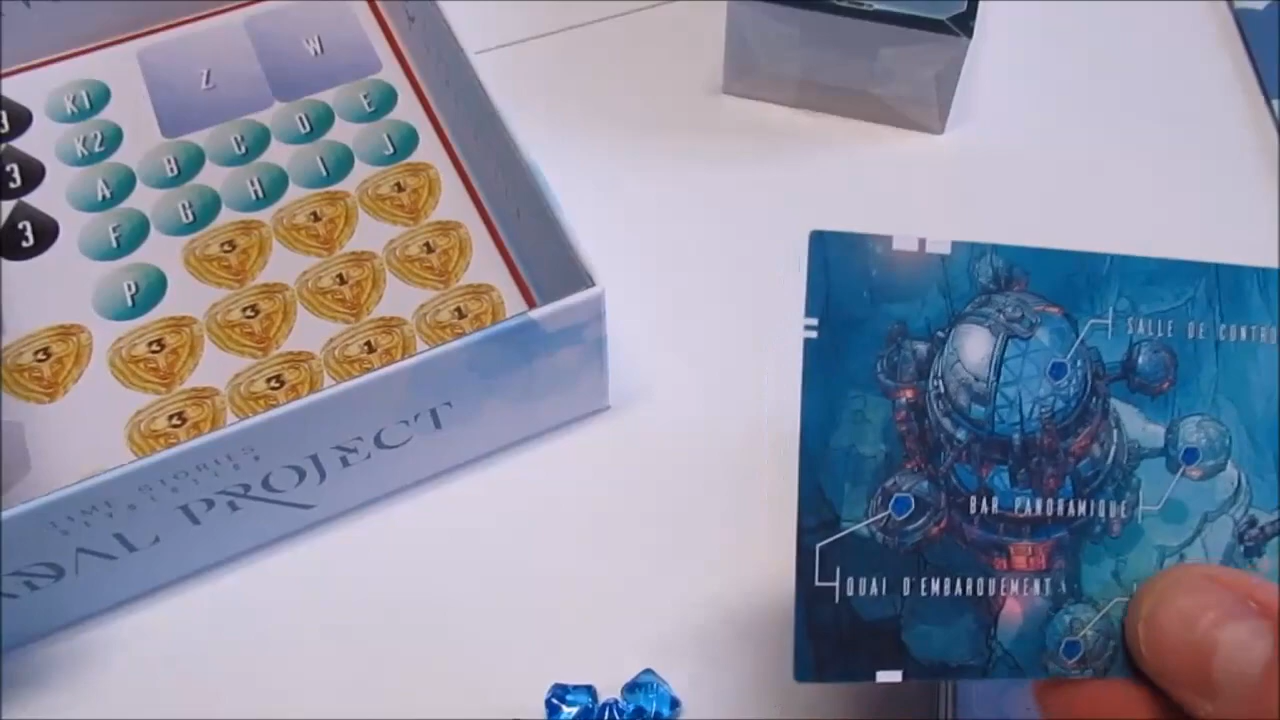 Z
W
K1
K2
A
B
C
D
E
F
G
H
I
J
P
3
3
3
3
1
1
3
1
1
3
3
1
1
3
3
TIME STORIES
PROJECT
SALLE DE
BAR PANORAMIQUE
QUAI D'EMBARQUEMENT